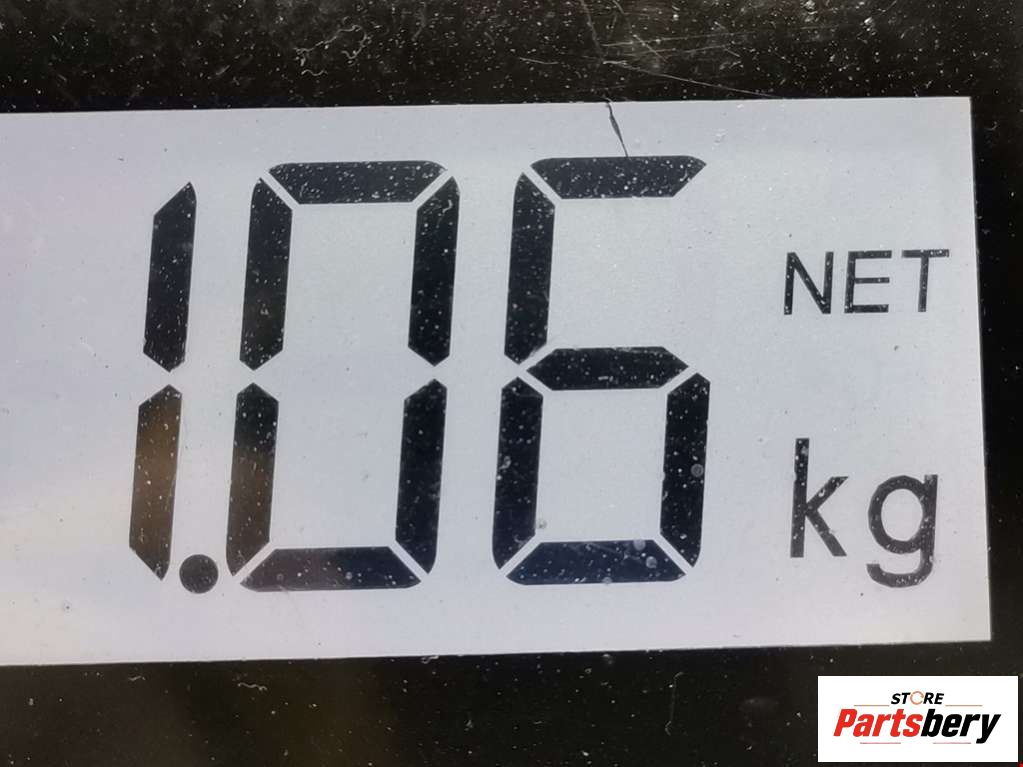 1.06
NET
kg
STORE
Partsbery